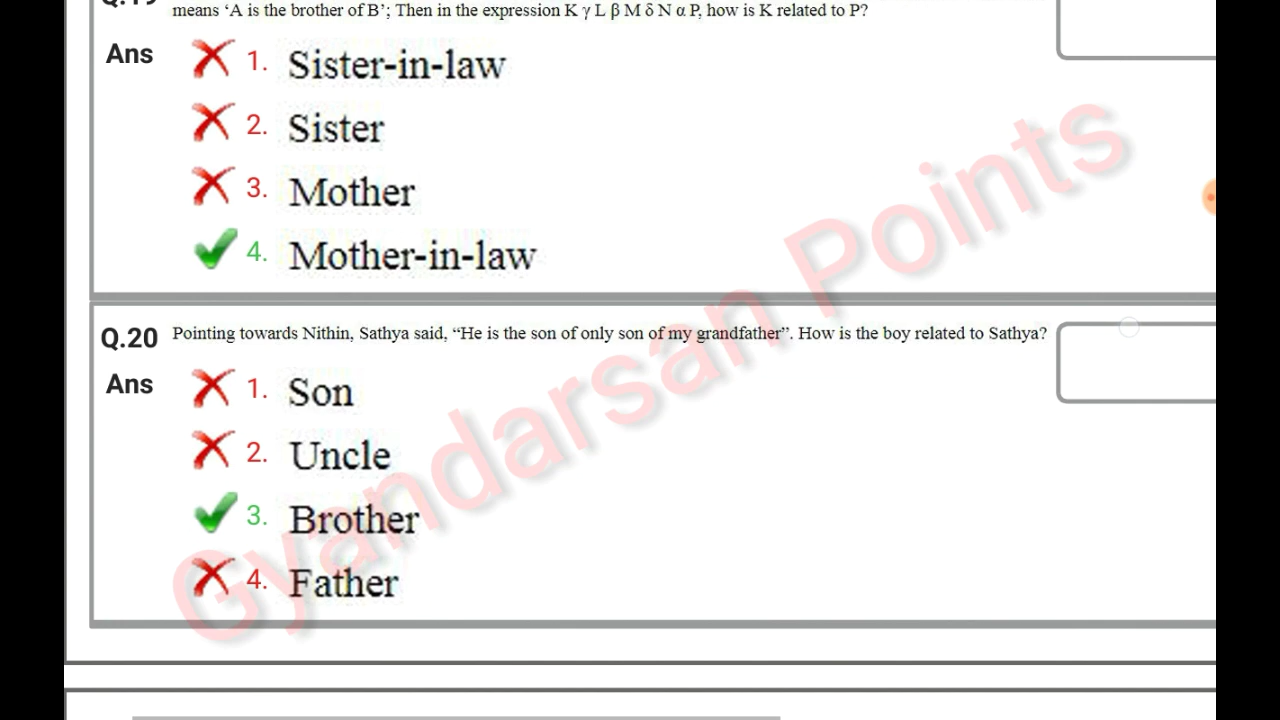 means ‘A is the brother of B’; Then in the expression K γ L β M δ N α P, how is K related to P?
Ans
1. Sister-in-law
2. Sister
3. Mother
4. Mother-in-law
Q.20 Pointing towards Nithin, Sathya said, “He is the son of only son of my grandfather”. How is the boy related to Sathya?
Ans
1. Son
2. Uncle
3. Brother
4. Father
Gyandarsan Points